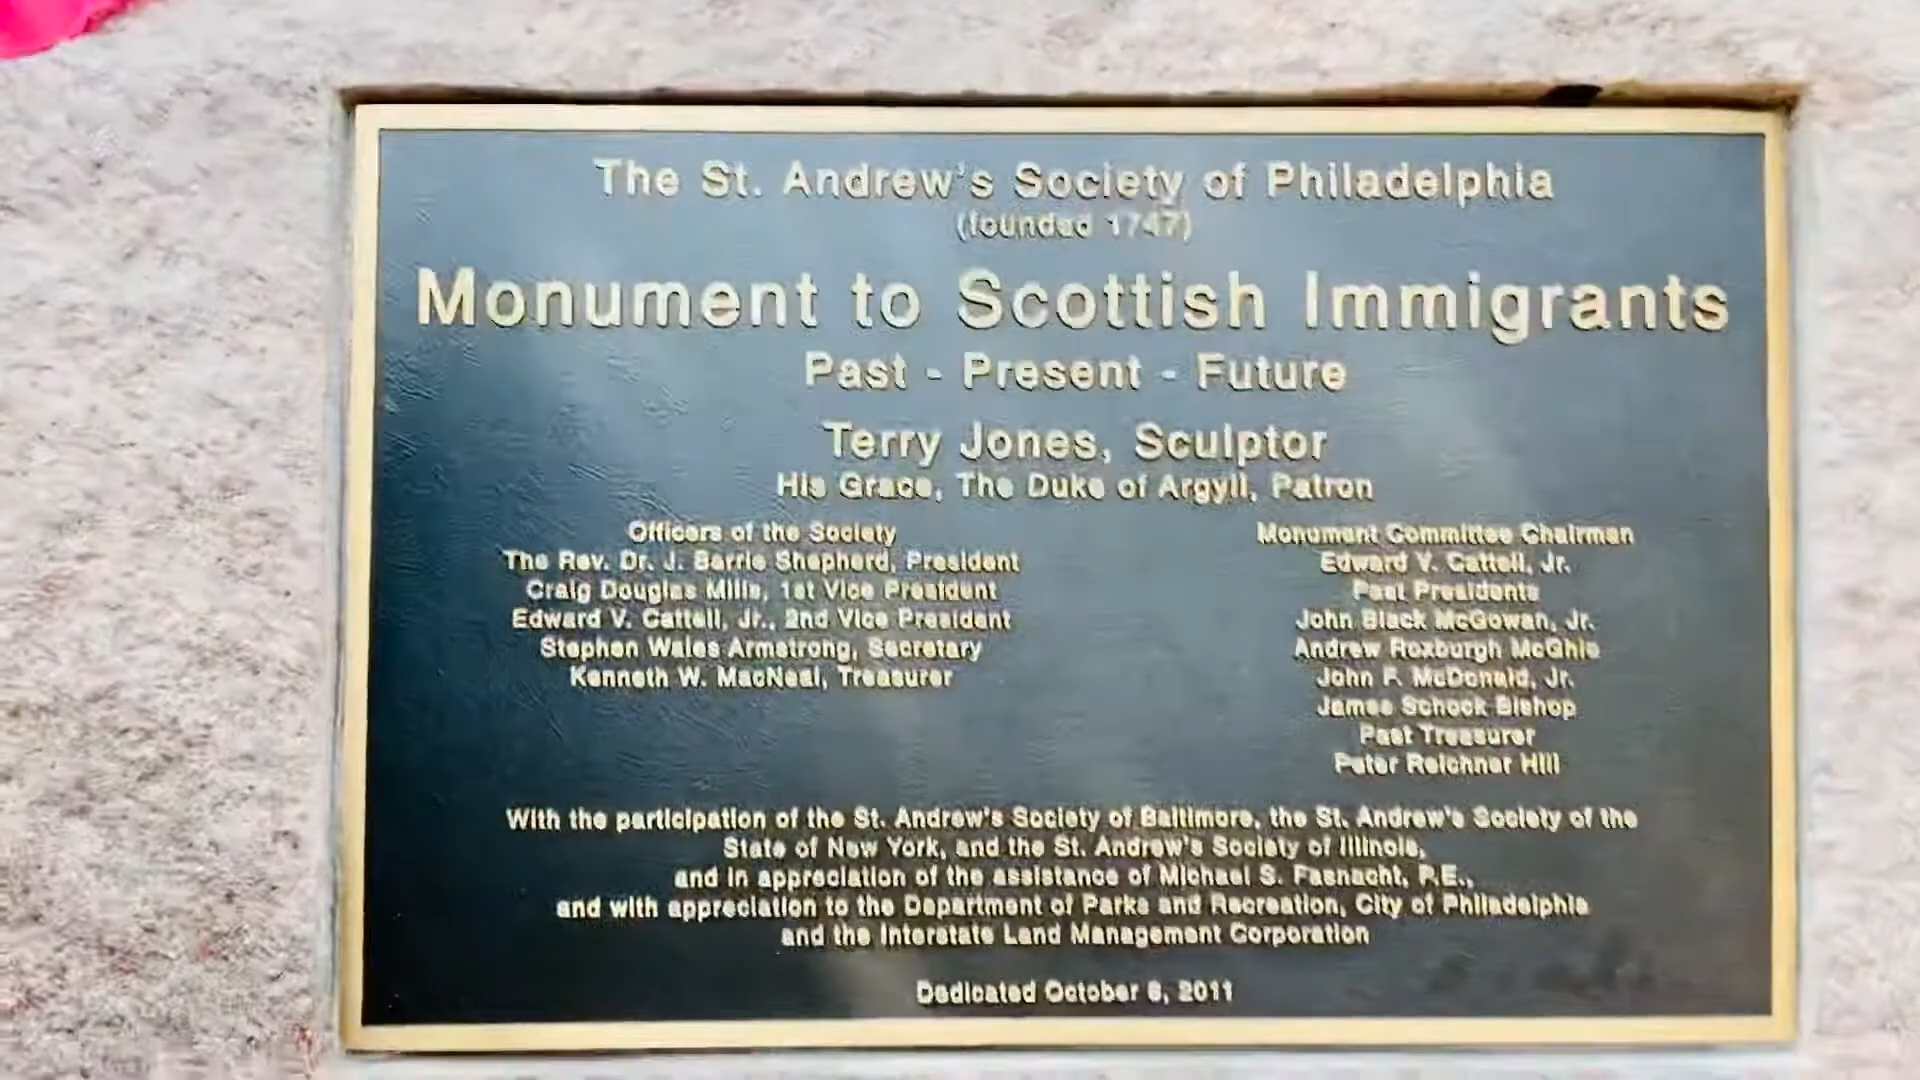 The St. Andrew's Society of Philadelphia
(founded 1747)
Monument to Scottish Immigrants
Past - Present - Future
Terry Jones, Sculptor
His Grace, The Duke of Argyll, Patron
Officers of the Society
The Rev. Dr. J. Barrie Shepherd, President
Craig Douglas Mills, 1st Vice President
Edward V. Cattell, Jr., 2nd Vice President
Stephen Wales Armstrong, Secretary
Kenneth W. MacNeal, Treasurer
Monument Committee Chairman
Edward V. Cattell, Jr.
Past Presidents
John Black McGowan, Jr.
Andrew Roxburgh McGhie
John F. McDonald, Jr.
James Schock Bishop
Past Treasurer
Peter Reichner Hill
With the participation of the St. Andrew's Society of Baltimore, the St. Andrew's Society of the
State of New York, and the St. Andrew's Society of Illinois,
and in appreciation of the assistance of Michael S. Fasnacht, P.E.,
and with appreciation to the Department of Parks and Recreation, City of Philadelphia
and the Interstate Land Management Corporation
Dedicated October , 2011